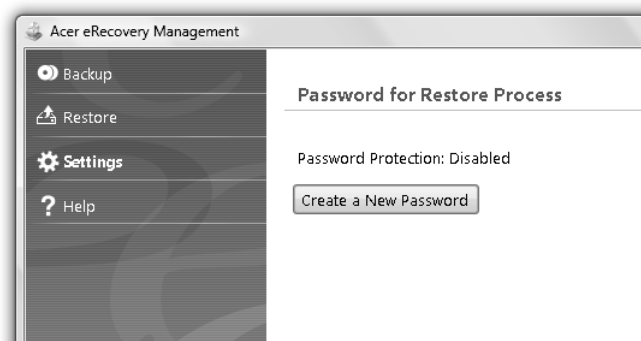 Acer eRecovery Management
Backup
Restore
Settings
? Help
Password for Restore Process
Password Protection: Disabled
Create a New Password